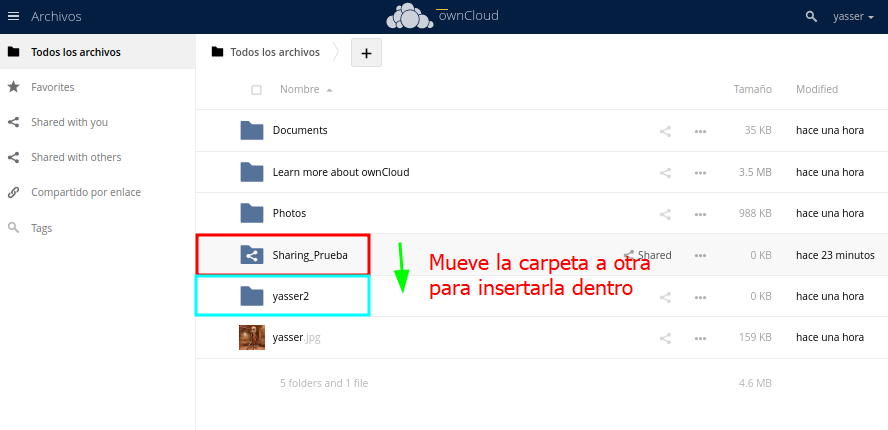 Archivos
ownCloud
yasser
Todos los archivos
Favorites
Shared with you
Shared with others
Compartido por enlace
Tags
Todos los archivos
+
Nombre Tamaño Modified
Documents 35 KB hace una hora
Learn more about ownCloud 3.5 MB hace una hora
Photos 988 KB hace una hora
Sharing_Prueba Shared 0 KB hace 23 minutos
Mueve la carpeta a otra
para insertarla dentro
yasser2 0 KB hace una hora
yasser.jpg 159 KB hace una hora
5 folders and 1 file 4.6 MB